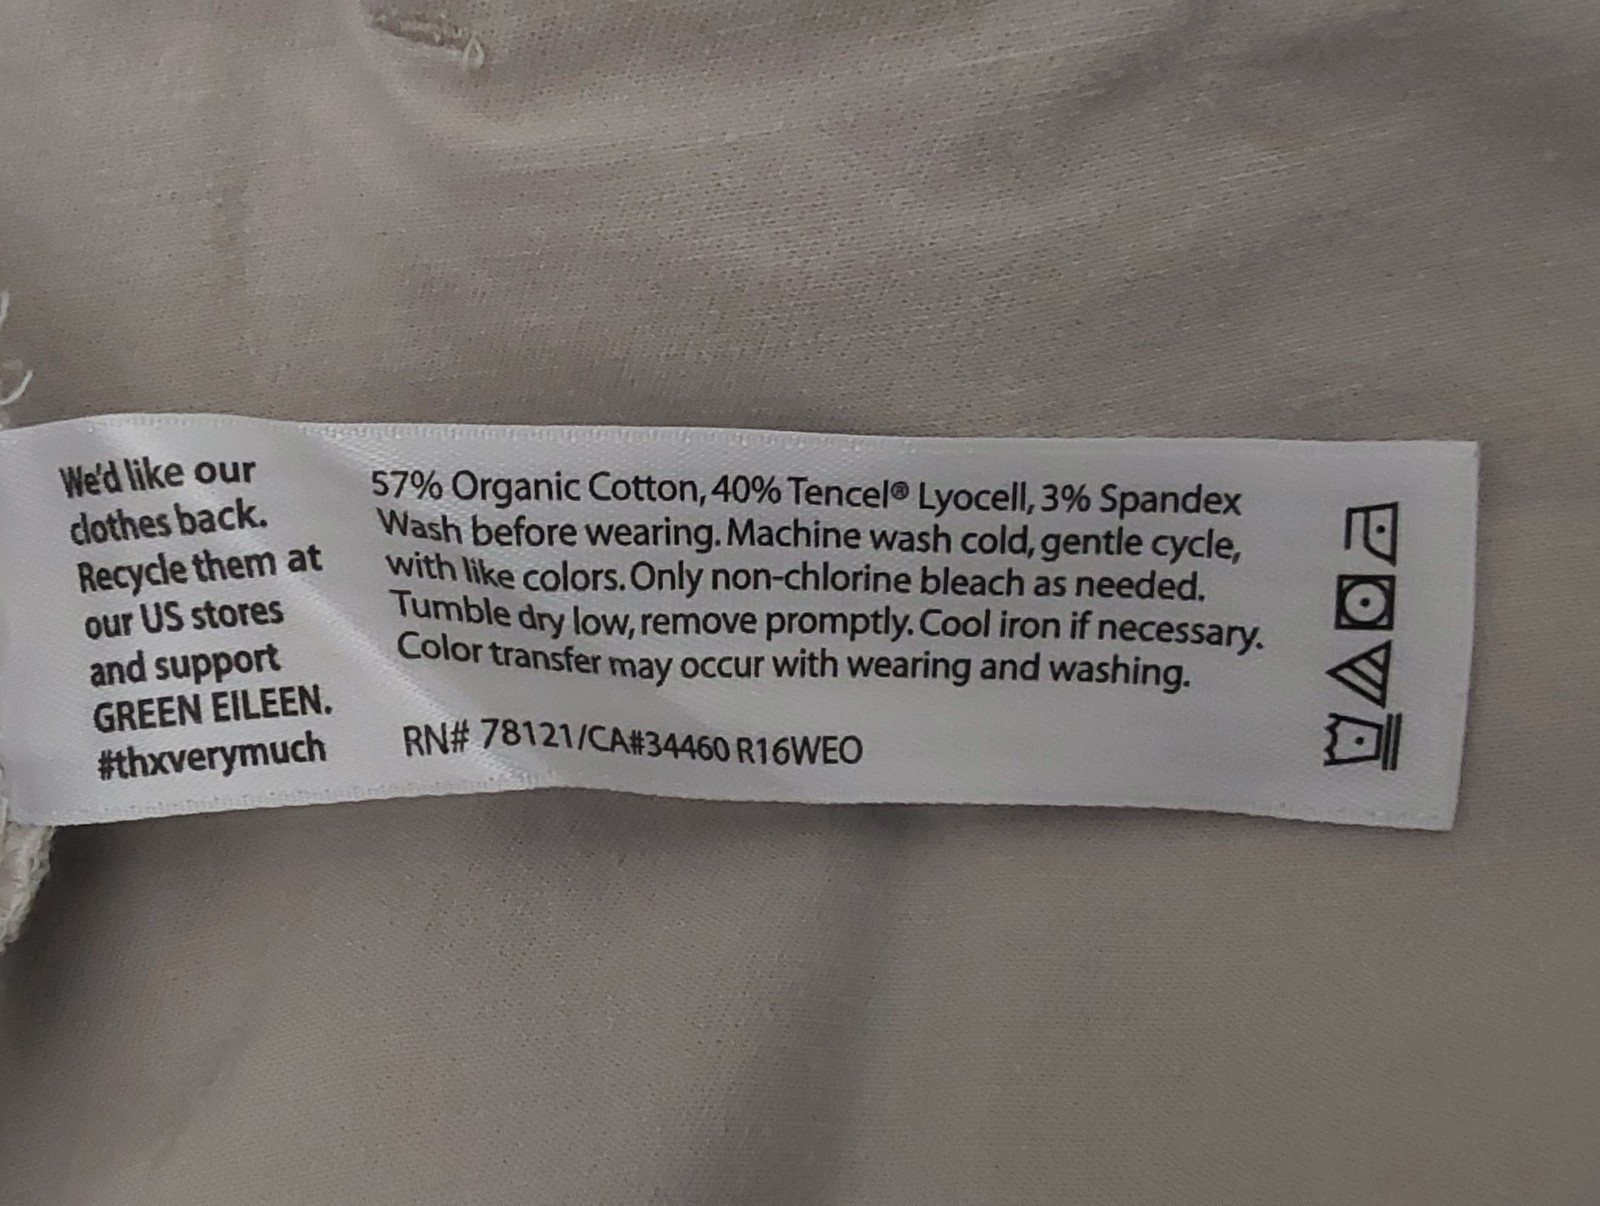 We'd like our
clothes back.
Recycle them at
our US stores
and support
GREEN EILEEN.
#thxverymuch
57% Organic Cotton, 40% Tencel® Lyocell, 3% Spandex
Wash before wearing. Machine wash cold, gentle cycle,
with like colors. Only non-chlorine bleach as needed.
Tumble dry low, remove promptly. Cool iron if necessary.
Color transfer may occur with wearing and washing.
RN# 78121/CA#34460 R16WEO